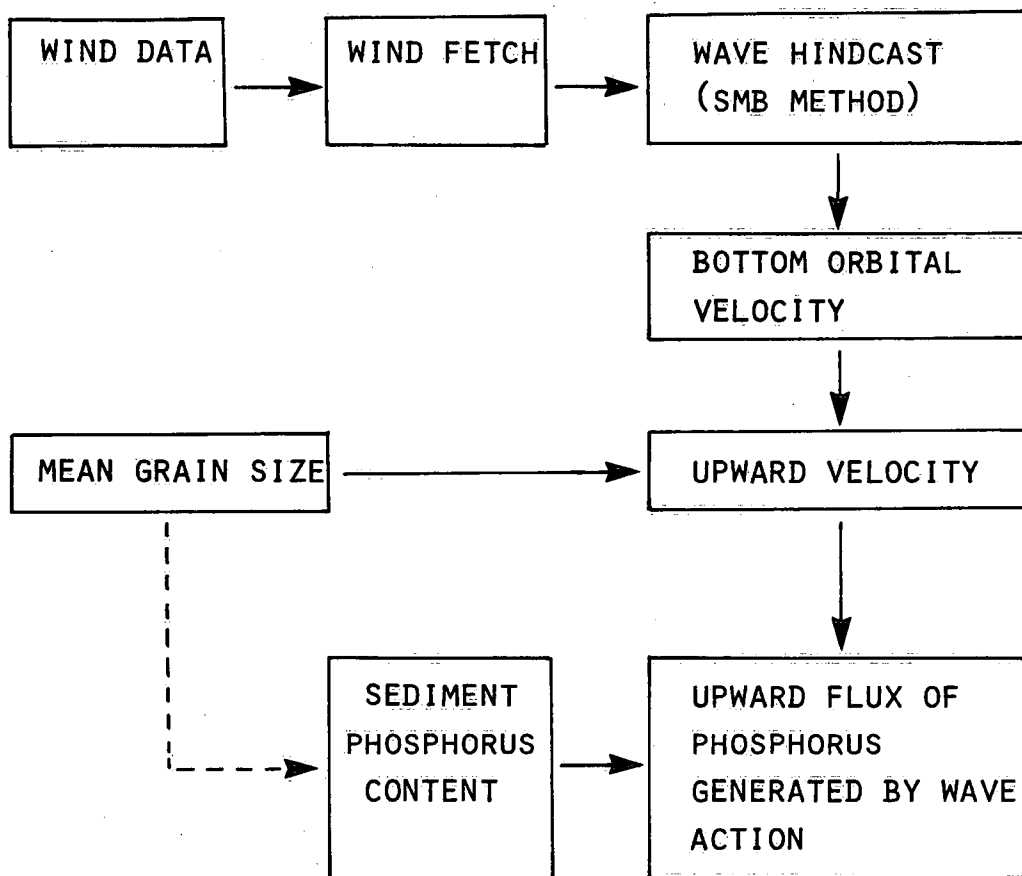 WIND DATA
WIND FETCH
WAVE HINDCAST
(SMB METHOD)
BOTTOM ORBITAL
VELOCITY
MEAN GRAIN SIZE
UPWARD VELOCITY
SEDIMENT
PHOSPHORUS
CONTENT
UPWARD FLUX OF
PHOSPHORUS
GENERATED BY WAVE
ACTION